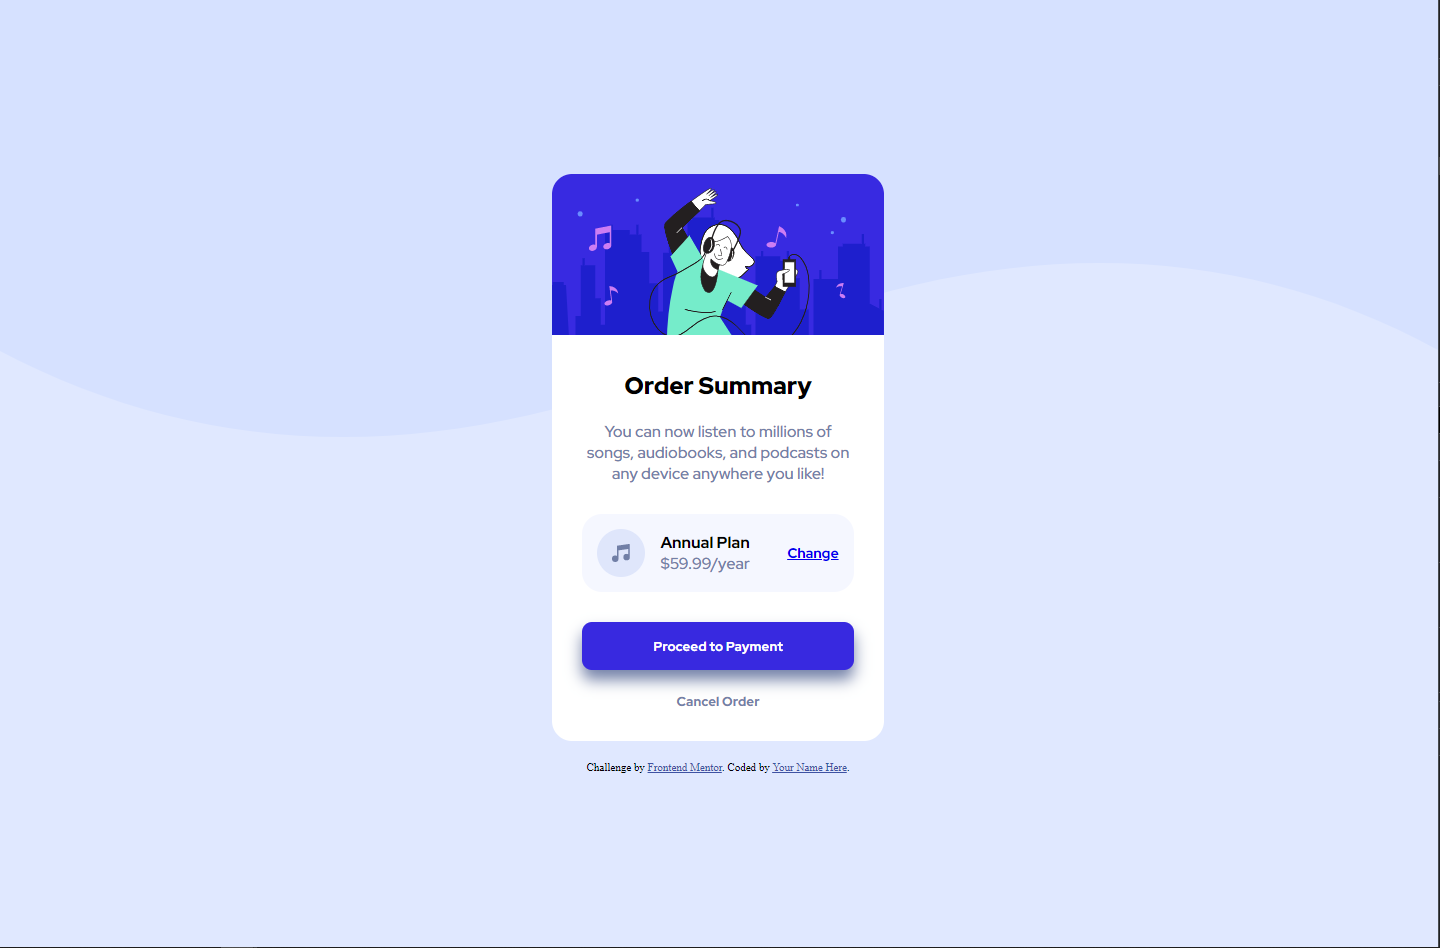 Order Summary
You can now listen to millions of
songs, audiobooks, and podcasts on
any device anywhere you like!
Annual Plan
$59.99/year
Change
Proceed to Payment
Cancel Order
Challenge by Frontend Mentor. Coded by Your Name Here.